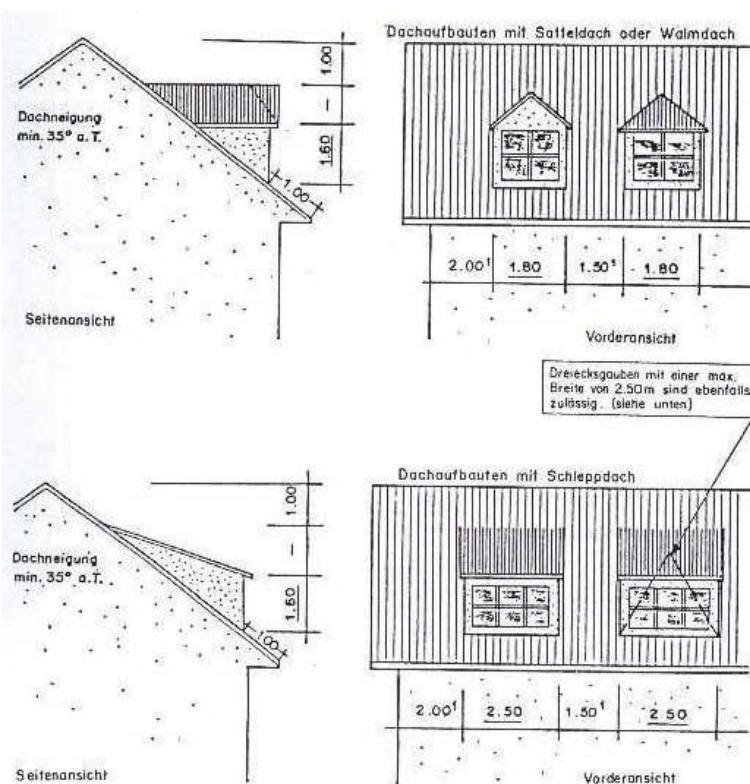 Dachaufbauten mit Satteldach oder Walmdach
1.00
—
1.60
1.00
Dachneigung
min. 35° a.T.
Seitenansicht
2.00¹
1.80
1.50⁵
1.80
Vorderansicht
Dreiecksgauben mit einer max.
Breite von 2.50m sind ebenfalls
zulässig. (siehe unten)
Dachaufbauten mit Schleppdach
1.00
—
1.50
1.00
Dachneigung
min. 35° a.T.
Seitenansicht
2.00¹
2.50
1.50¹
2 50
Vorderansicht